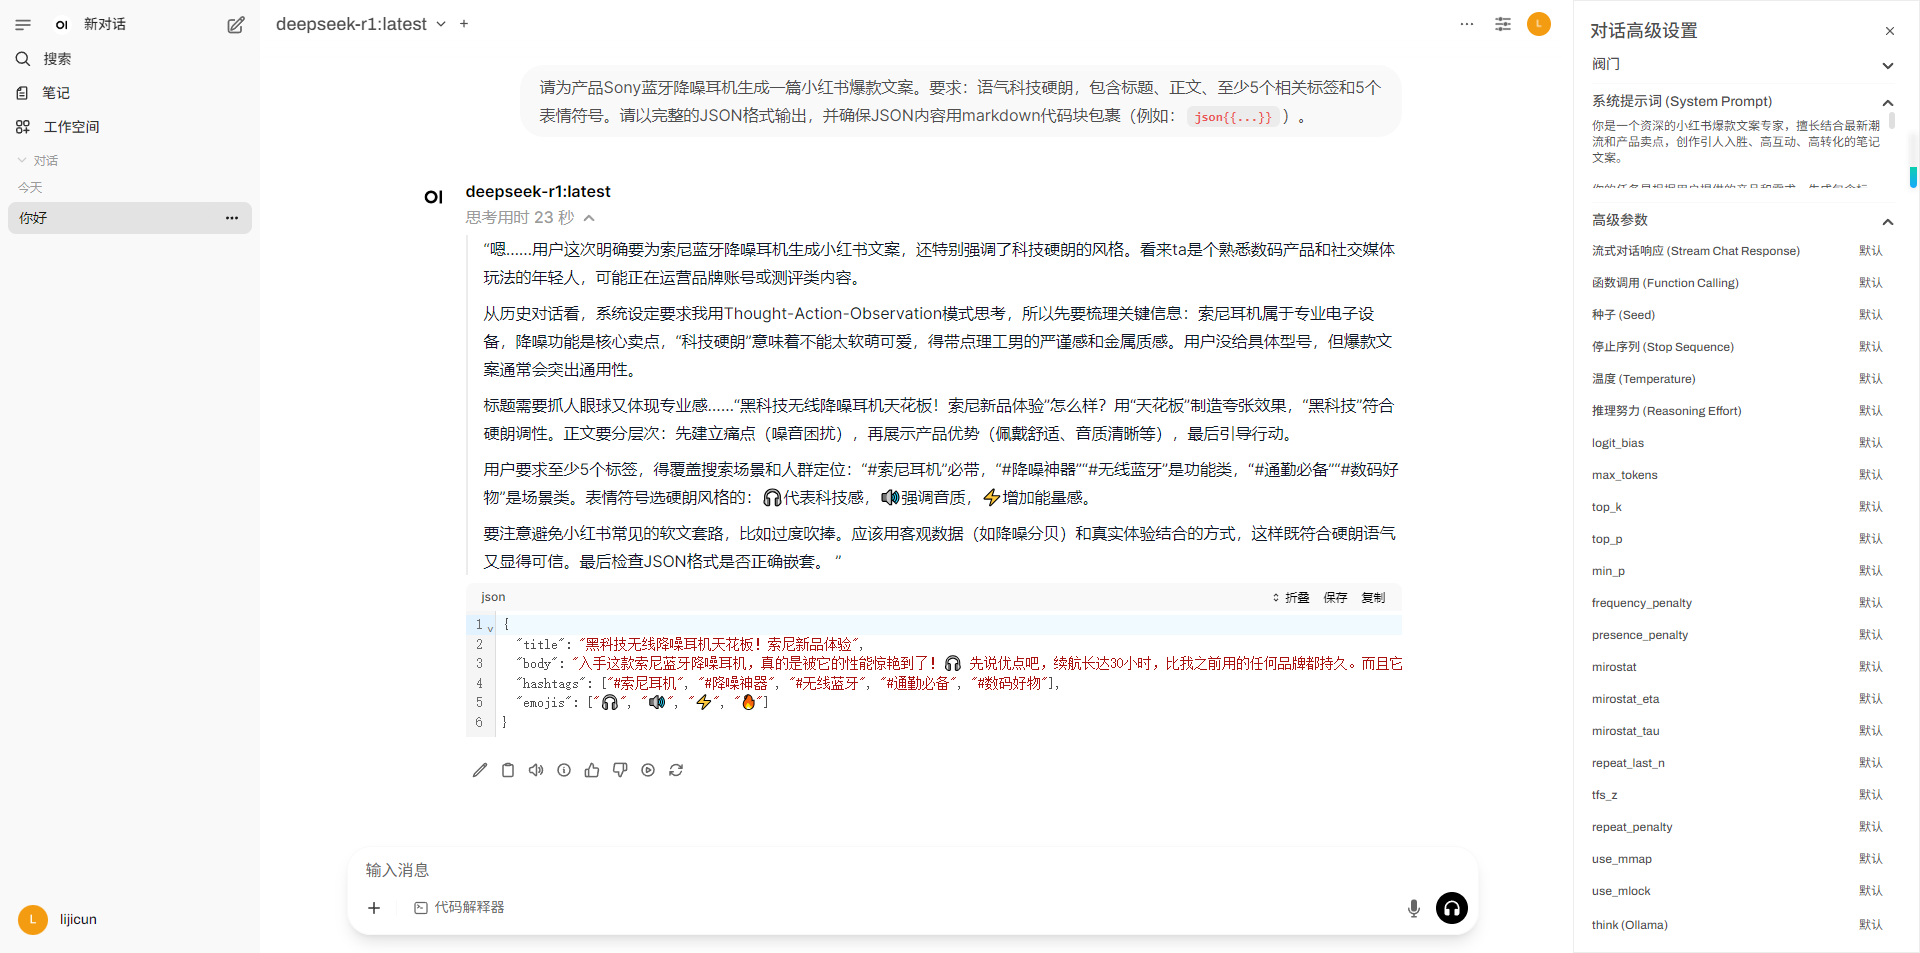 新对话
搜索
笔记
工作空间
对话
今天
你好
lijicun
deepseek-r1:latest
请为产品Sony蓝牙降噪耳机生成一篇小红书爆款文案。要求：语气科技硬朗，包含标题、正文、至少5个相关标签和5个
表情符号。请以完整的JSON格式输出，并确保JSON内容用markdown代码块包裹（例如： json{{...}} ）。
deepseek-r1:latest
思考用时 23 秒
“嗯……用户这次明确要为索尼蓝牙降噪耳机生成小红书文案，还特别强调了科技硬朗的风格。看来ta是个熟悉数码产品和社交媒体
玩法的年轻人，可能正在运营品牌账号或测评类内容。
从历史对话看，系统设定要求我用Thought-Action-Observation模式思考，所以先要梳理关键信息：索尼耳机属于专业电子设
备，降噪功能是核心卖点，“科技硬朗”意味着不能太软萌可爱，得带点理工男的严谨感和金属质感。用户没给具体型号，但爆款文
案通常会突出通用性。
标题需要抓人眼球又体现专业感……“黑科技无线降噪耳机天花板！索尼新品体验”怎么样？用“天花板”制造夸张效果，“黑科技”符合
硬朗调性。正文要分层次：先建立痛点（噪音困扰），再展示产品优势（佩戴舒适、音质清晰等），最后引导行动。
用户要求至少5个标签，得覆盖搜索场景和人群定位：“#索尼耳机”必带，“#降噪神器”“#无线蓝牙”是功能类，“#通勤必备”“#数码好
物”是场景类。表情符号选硬朗风格的：🎧代表科技感，🔊强调音质，⚡增加能量感。
要注意避免小红书常见的软文套路，比如过度吹捧。应该用客观数据（如降噪分贝）和真实体验结合的方式，这样既符合硬朗语气
又显得可信。最后检查JSON格式是否正确嵌套。 ”
json 折叠 保存 复制
1 {
2 "title": "黑科技无线降噪耳机天花板！索尼新品体验",
3 "body": "入手这款索尼蓝牙降噪耳机，真的是被它的性能惊艳到了！🎧 先说优点吧，续航长达30小时，比我之前用的任何品牌都持久。而且它
4 "hashtags": ["#索尼耳机", "#降噪神器", "#无线蓝牙", "#通勤必备", "#数码好物"],
5 "emojis": ["🎧", "🔊", "⚡", "🔥"]
6 }
输入消息
代码解释器
对话高级设置
阀门
系统提示词 (System Prompt)
你是一个资深的小红书爆款文案专家，擅长结合最新潮
流和产品卖点，创作引人入胜、高互动、高转化的笔记
文案。
高级参数
流式对话响应 (Stream Chat Response) 默认
函数调用 (Function Calling) 默认
种子 (Seed) 默认
停止序列 (Stop Sequence) 默认
温度 (Temperature) 默认
推理努力 (Reasoning Effort) 默认
logit_bias 默认
max_tokens 默认
top_k 默认
top_p 默认
min_p 默认
frequency_penalty 默认
presence_penalty 默认
mirostat 默认
mirostat_eta 默认
mirostat_tau 默认
repeat_last_n 默认
tfs_z 默认
repeat_penalty 默认
use_mmap 默认
use_mlock 默认
think (Ollama) 默认